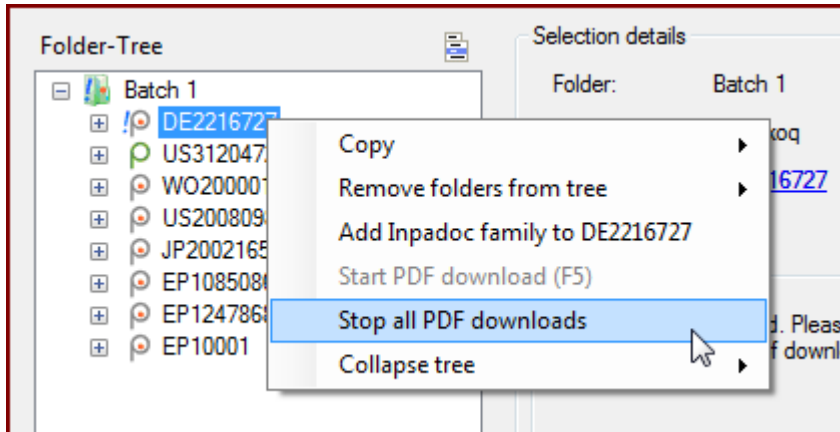 Folder-Tree
Selection details
Batch 1
Folder: Batch 1
DE2216727
US312047
WO20000
US200809
JP2002165
EP108508
EP124786
EP10001
Copy
Remove folders from tree
Add Inpadoc family to DE2216727
Start PDF download (F5)
Stop all PDF downloads
Collapse tree
koq
16727
d. Pleas
f downl